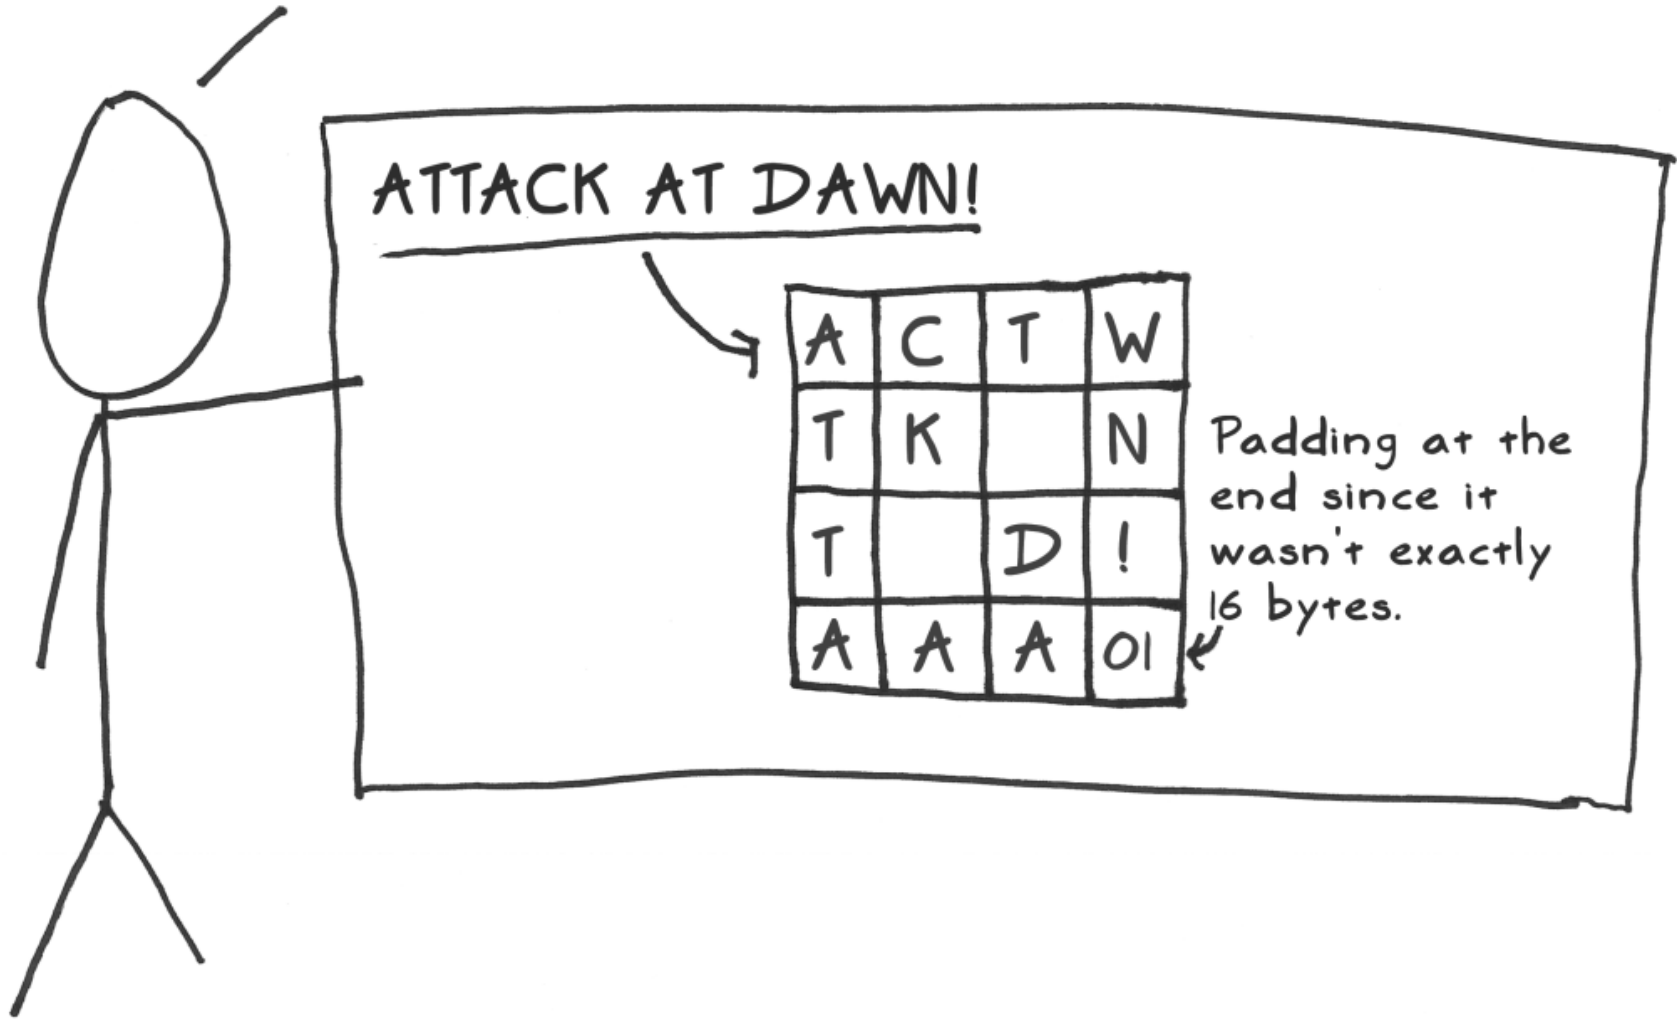 ATTACK AT DAWN!
A C T W
T K N
T D !
A A A 01
Padding at the
end since it
wasn't exactly
16 bytes.